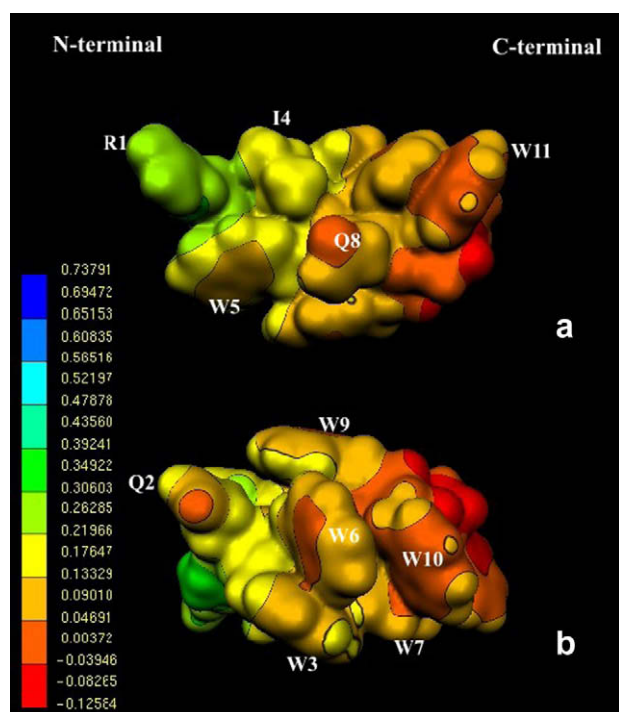 N-terminal
C-terminal
I4
R1
W11
Q8
W5
a
0.73791
0.69472
0.65153
0.60835
0.56516
0.52197
0.47878
0.43560
0.39241
0.34922
0.30603
0.26285
0.21966
0.17647
0.13329
0.09010
0.04691
0.00372
-0.03946
-0.08265
-0.12584
W9
Q2
W6
W10
W3
W7
b